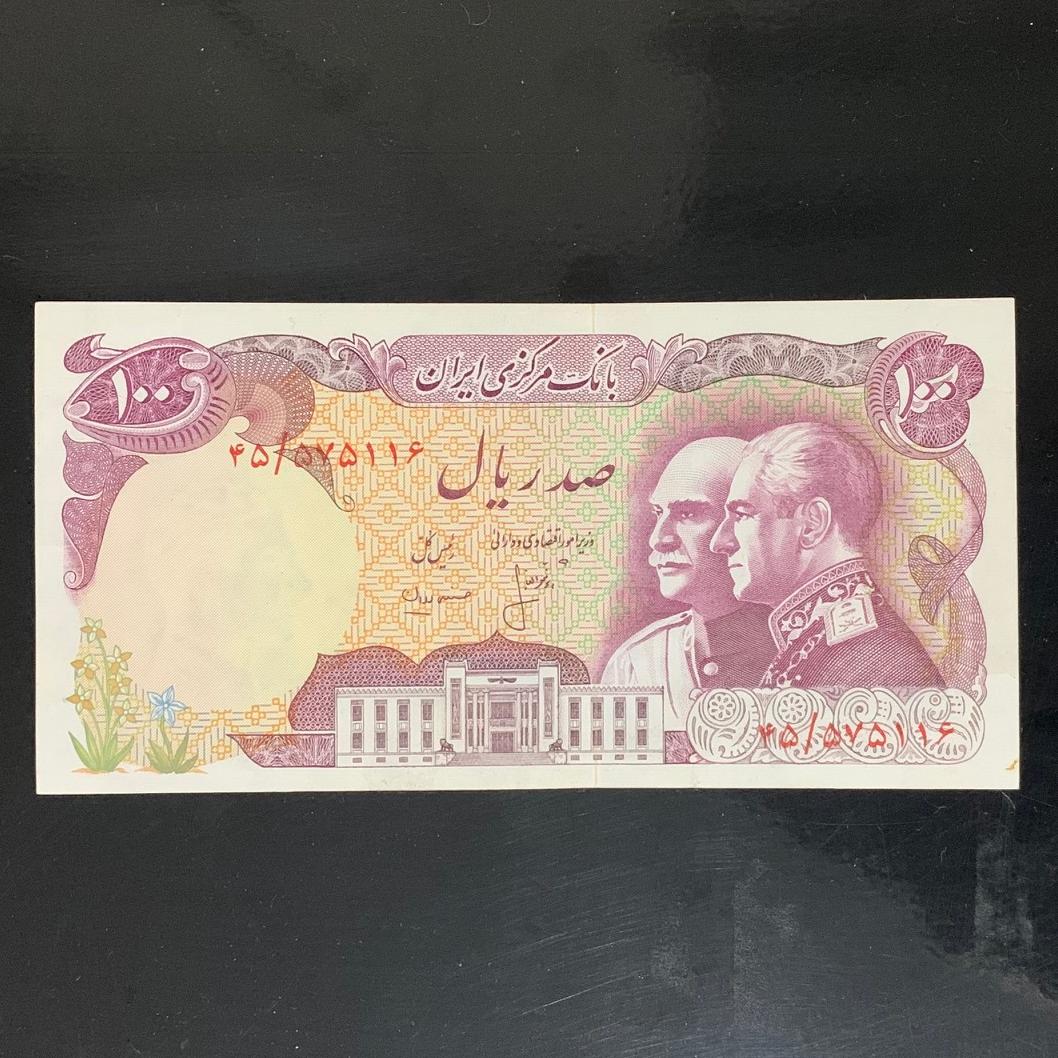 بانک مرکزی ایران
۱۰۰
۱۰۰
۴۵/۵۷۵۱۱۶
صد ریال
وزیر امور اقتصادی و دارائی
رئیس کل
۴۵/۵۷۵۱۱۶